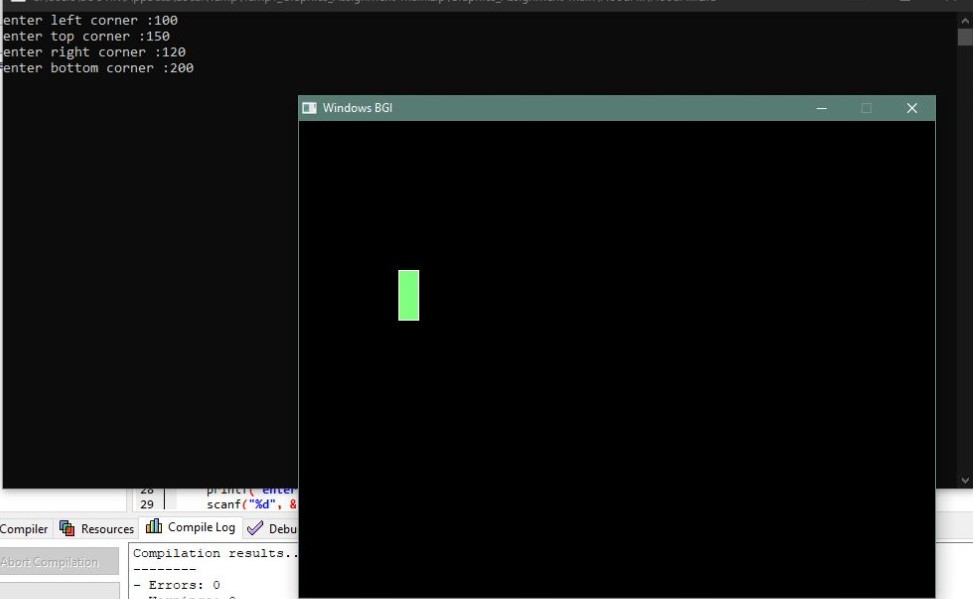 enter left corner :100
enter top corner :150
enter right corner :120
enter bottom corner :200
Windows BGI
28 printf("enter
29 scanf("%d", &
Compiler Resources Compile Log Debu
Abort Compilation
Compilation results..
--------
- Errors: 0